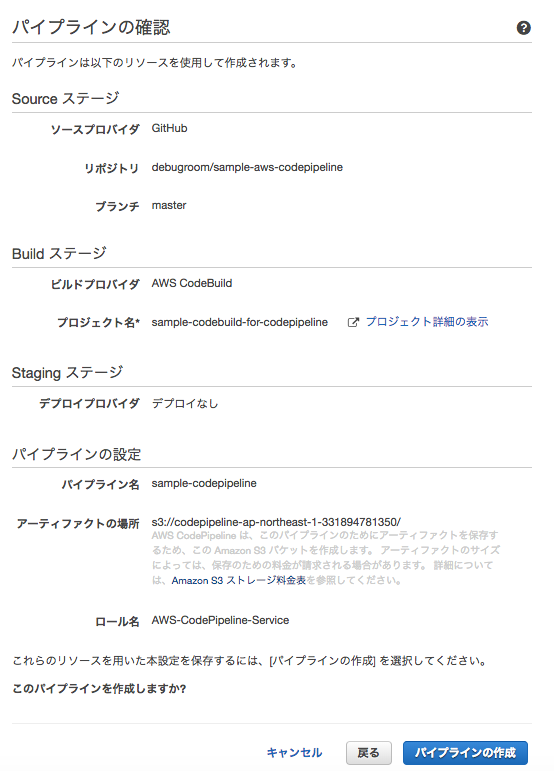 パイプラインの確認
パイプラインは以下のリソースを使用して作成されます。
Source ステージ
ソースプロバイダ GitHub
リポジトリ debugroom/sample-aws-codepipeline
ブランチ master
Build ステージ
ビルドプロバイダ AWS CodeBuild
プロジェクト名* sample-codebuild-for-codepipeline プロジェクト詳細の表示
Staging ステージ
デプロイプロバイダ デプロイなし
パイプラインの設定
パイプライン名 sample-codepipeline
アーティファクトの場所 s3://codepipeline-ap-northeast-1-331894781350/
AWS CodePipeline は、このパイプラインのためにアーティファクトを保存す
るため、この Amazon S3 バケットを作成します。 アーティファクトのサイズ
によっては、保存のための料金が請求される場合があります。 詳細について
は、Amazon S3 ストレージ料金表を参照してください。
ロール名 AWS-CodePipeline-Service
これらのリソースを用いた本設定を保存するには、[パイプラインの作成] を選択してください。
このパイプラインを作成しますか?
キャンセル 戻る パイプラインの作成